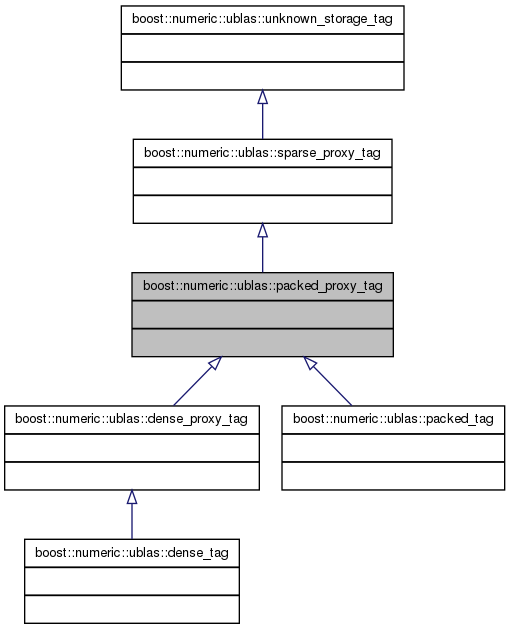 boost::numeric::ublas::unknown_storage_tag
boost::numeric::ublas::sparse_proxy_tag
boost::numeric::ublas::packed_proxy_tag
boost::numeric::ublas::dense_proxy_tag
boost::numeric::ublas::packed_tag
boost::numeric::ublas::dense_tag